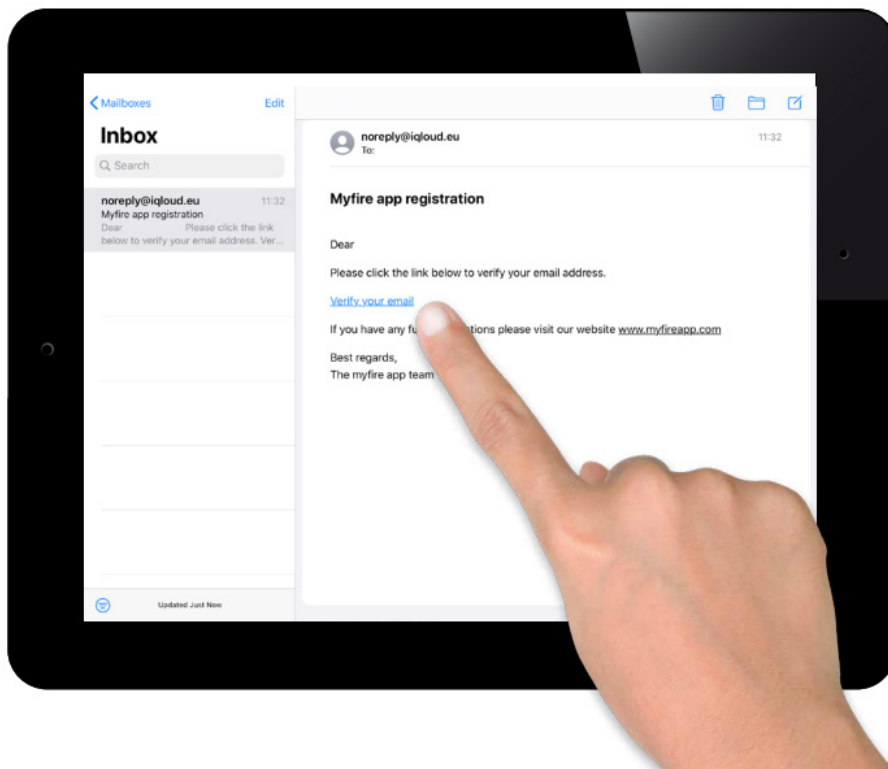 Mailboxes
Edit
Inbox
Search
noreply@iqloud.eu 11:32
Myfire app registration
Dear Please click the link
below to verify your email address. Ver...
Updated Just Now
noreply@iqloud.eu 11:32
To:
Myfire app registration
Dear
Please click the link below to verify your email address.
Verify your email
If you have any please visit our website www.myfireapp.com
Best regards,
The myfire app team